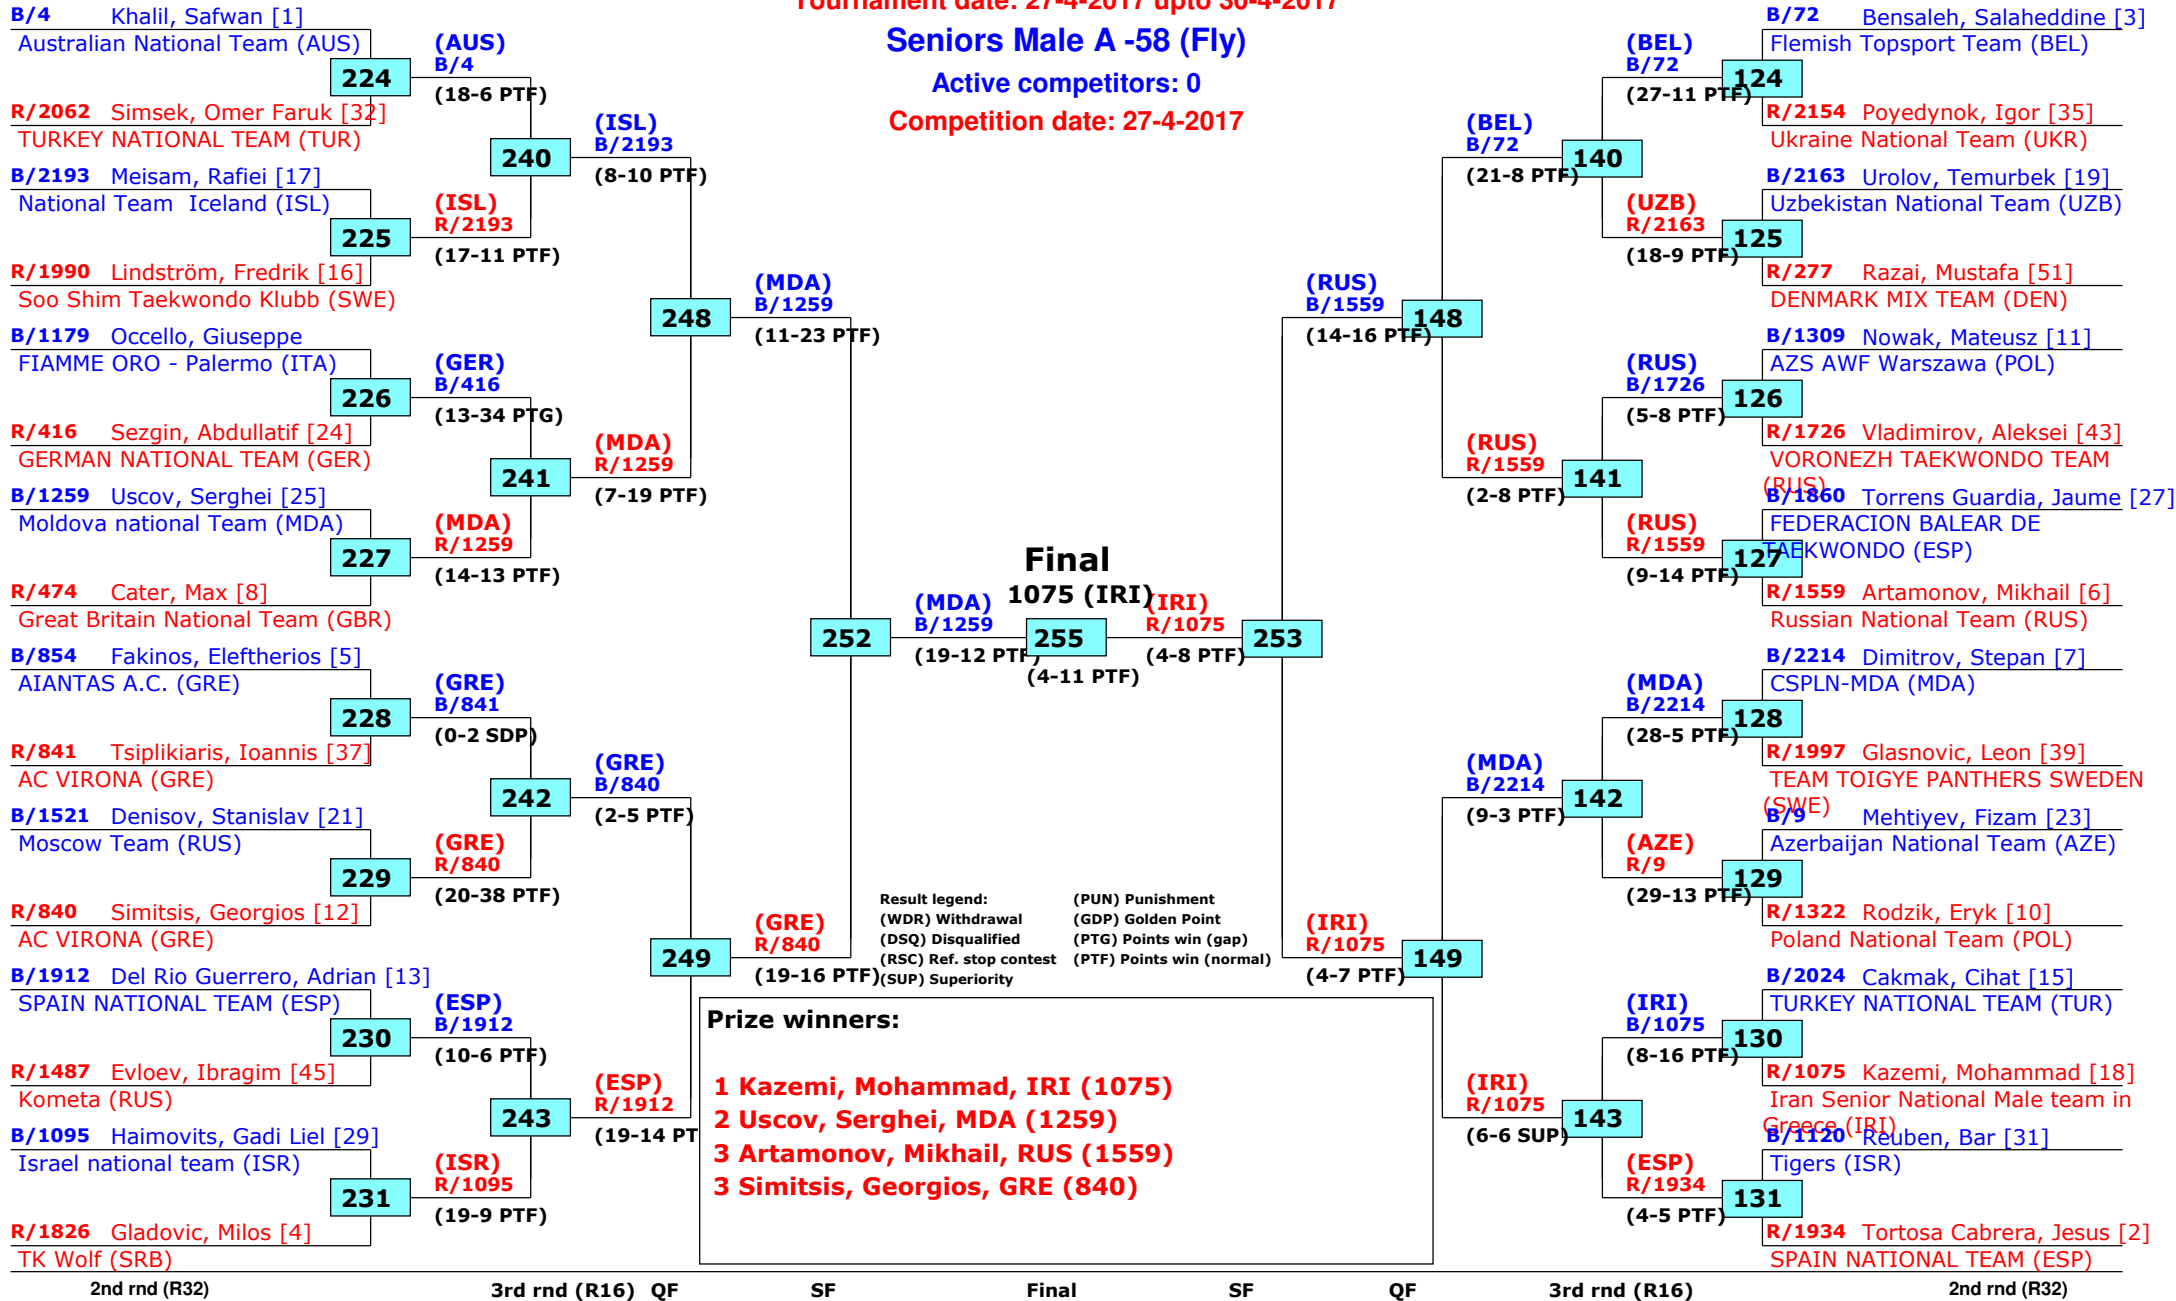 Tournament date: 27-4-2017 upto 30-4-2017
Seniors Male A -58 (Fly)
Active competitors: 0
Competition date: 27-4-2017
B/4 Khalil, Safwan [1]
Australian National Team (AUS)
224
R/2062 Simsek, Omer Faruk [32]
TURKEY NATIONAL TEAM (TUR)
B/2193 Meisam, Rafiei [17]
National Team  Iceland (ISL)
225
R/1990 Lindström, Fredrik [16]
Soo Shim Taekwondo Klubb (SWE)
B/1179 Occello, Giuseppe
FIAMME ORO - Palermo (ITA)
226
R/416 Sezgin, Abdullatif [24]
GERMAN NATIONAL TEAM (GER)
B/1259 Uscov, Serghei [25]
Moldova national Team (MDA)
227
R/474 Cater, Max [8]
Great Britain National Team (GBR)
B/854 Fakinos, Eleftherios [5]
AIANTAS A.C. (GRE)
228
R/841 Tsiplikiaris, Ioannis [37]
AC VIRONA (GRE)
B/1521 Denisov, Stanislav [21]
Moscow Team (RUS)
229
R/840 Simitsis, Georgios [12]
AC VIRONA (GRE)
B/1912 Del Rio Guerrero, Adrian [13]
SPAIN NATIONAL TEAM (ESP)
230
R/1487 Evloev, Ibragim [45]
Kometa (RUS)
B/1095 Haimovits, Gadi Liel [29]
Israel national team (ISR)
231
R/1826 Gladovic, Milos [4]
TK Wolf (SRB)
(AUS)
B/4
(18-6 PTF)
240
(ISL)
R/2193
(17-11 PTF)
(GER)
B/416
(13-34 PTG)
241
(MDA)
R/1259
(14-13 PTF)
(GRE)
B/841
(0-2 SDP)
242
(GRE)
R/840
(20-38 PTF)
(ESP)
B/1912
(10-6 PTF)
243
(ISR)
R/1095
(19-9 PTF)
(ISL)
B/2193
(8-10 PTF)
248
(MDA)
R/1259
(7-19 PTF)
(GRE)
B/840
(2-5 PTF)
249
(ESP)
R/1912
(19-14 PT
(MDA)
B/1259
(11-23 PTF)
252
(GRE)
R/840
(19-16 PTF)
Final
1075 (IRI)
(MDA)
B/1259
(19-12 PTF)
255
(4-11 PTF)
(IRI)
R/1075
(4-8 PTF)
253
(RUS)
B/1559
(14-16 PTF)
148
(IRI)
R/1075
(4-7 PTF)
149
(BEL)
B/72
(21-8 PTF)
140
(RUS)
R/1559
(2-8 PTF)
141
(MDA)
B/2214
(9-3 PTF)
142
(IRI)
R/1075
(6-6 SUP)
143
(BEL)
B/72
(27-11 PTF)
(UZB)
R/2163
(18-9 PTF)
(RUS)
B/1726
(5-8 PTF)
(RUS)
R/1559
(9-14 PTF)
(MDA)
B/2214
(28-5 PTF)
(AZE)
R/9
(29-13 PTF)
(IRI)
B/1075
(8-16 PTF)
(ESP)
R/1934
(4-5 PTF)
B/72 Bensaleh, Salaheddine [3]
Flemish Topsport Team (BEL)
124
R/2154 Poyedynok, Igor [35]
Ukraine National Team (UKR)
B/2163 Urolov, Temurbek [19]
Uzbekistan National Team (UZB)
125
R/277 Razai, Mustafa [51]
DENMARK MIX TEAM (DEN)
B/1309 Nowak, Mateusz [11]
AZS AWF Warszawa (POL)
126
R/1726 Vladimirov, Aleksei [43]
VORONEZH TAEKWONDO TEAM
(RUS)
B/1860 Torrens Guardia, Jaume [27]
FEDERACION BALEAR DE
TAEKWONDO (ESP)
127
R/1559 Artamonov, Mikhail [6]
Russian National Team (RUS)
B/2214 Dimitrov, Stepan [7]
CSPLN-MDA (MDA)
128
R/1997 Glasnovic, Leon [39]
TEAM TOIGYE PANTHERS SWEDEN
(SWE)
B/9 Mehtiyev, Fizam [23]
Azerbaijan National Team (AZE)
129
R/1322 Rodzik, Eryk [10]
Poland National Team (POL)
B/2024 Cakmak, Cihat [15]
TURKEY NATIONAL TEAM (TUR)
130
R/1075 Kazemi, Mohammad [18]
Iran Senior National Male team in
Greece (IRI)
B/1120 Reuben, Bar [31]
Tigers (ISR)
131
R/1934 Tortosa Cabrera, Jesus [2]
SPAIN NATIONAL TEAM (ESP)
Result legend: (PUN) Punishment
(WDR) Withdrawal (GDP) Golden Point
(DSQ) Disqualified (PTG) Points win (gap)
(RSC) Ref. stop contest (PTF) Points win (normal)
(SUP) Superiority
Prize winners:
1 Kazemi, Mohammad, IRI (1075)
2 Uscov, Serghei, MDA (1259)
3 Artamonov, Mikhail, RUS (1559)
3 Simitsis, Georgios, GRE (840)
2nd rnd (R32) 3rd rnd (R16) QF SF Final SF QF 3rd rnd (R16) 2nd rnd (R32)